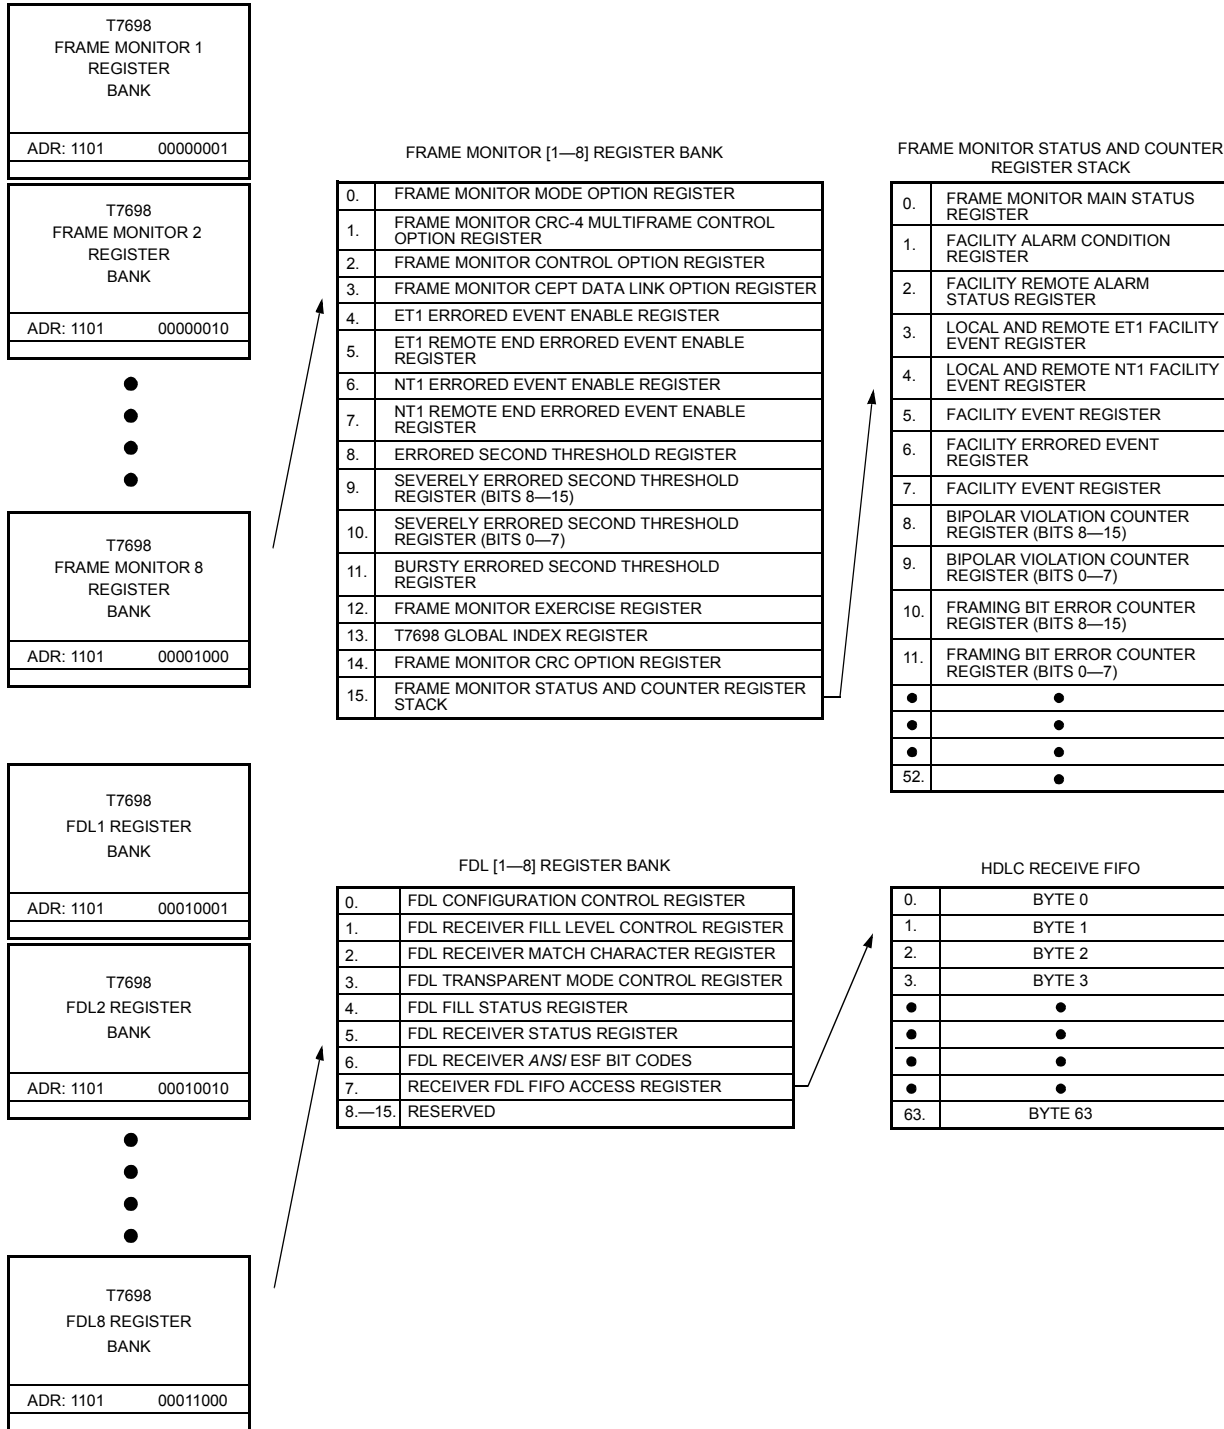 T7698
FRAME MONITOR 1
REGISTER
BANK
ADR: 1101 00000001
T7698
FRAME MONITOR 2
REGISTER
BANK
ADR: 1101 00000010
T7698
FRAME MONITOR 8
REGISTER
BANK
ADR: 1101 00001000
FRAME MONITOR [1—8] REGISTER BANK
0. FRAME MONITOR MODE OPTION REGISTER
1. FRAME MONITOR CRC-4 MULTIFRAME CONTROL
OPTION REGISTER
2. FRAME MONITOR CONTROL OPTION REGISTER
3. FRAME MONITOR CEPT DATA LINK OPTION REGISTER
4. ET1 ERRORED EVENT ENABLE REGISTER
5. ET1 REMOTE END ERRORED EVENT ENABLE
REGISTER
6. NT1 ERRORED EVENT ENABLE REGISTER
7. NT1 REMOTE END ERRORED EVENT ENABLE
REGISTER
8. ERRORED SECOND THRESHOLD REGISTER
9. SEVERELY ERRORED SECOND THRESHOLD
REGISTER (BITS 8—15)
10. SEVERELY ERRORED SECOND THRESHOLD
REGISTER (BITS 0—7)
11. BURSTY ERRORED SECOND THRESHOLD
REGISTER
12. FRAME MONITOR EXERCISE REGISTER
13. T7698 GLOBAL INDEX REGISTER
14. FRAME MONITOR CRC OPTION REGISTER
15. FRAME MONITOR STATUS AND COUNTER REGISTER
STACK
FRAME MONITOR STATUS AND COUNTER
REGISTER STACK
0. FRAME MONITOR MAIN STATUS
REGISTER
1. FACILITY ALARM CONDITION
REGISTER
2. FACILITY REMOTE ALARM
STATUS REGISTER
3. LOCAL AND REMOTE ET1 FACILITY
EVENT REGISTER
4. LOCAL AND REMOTE NT1 FACILITY
EVENT REGISTER
5. FACILITY EVENT REGISTER
6. FACILITY ERRORED EVENT
REGISTER
7. FACILITY EVENT REGISTER
8. BIPOLAR VIOLATION COUNTER
REGISTER (BITS 8—15)
9. BIPOLAR VIOLATION COUNTER
REGISTER (BITS 0—7)
10. FRAMING BIT ERROR COUNTER
REGISTER (BITS 8—15)
11. FRAMING BIT ERROR COUNTER
REGISTER (BITS 0—7)
52.
T7698
FDL1 REGISTER
BANK
ADR: 1101 00010001
T7698
FDL2 REGISTER
BANK
ADR: 1101 00010010
T7698
FDL8 REGISTER
BANK
ADR: 1101 00011000
FDL [1—8] REGISTER BANK
0. FDL CONFIGURATION CONTROL REGISTER
1. FDL RECEIVER FILL LEVEL CONTROL REGISTER
2. FDL RECEIVER MATCH CHARACTER REGISTER
3. FDL TRANSPARENT MODE CONTROL REGISTER
4. FDL FILL STATUS REGISTER
5. FDL RECEIVER STATUS REGISTER
6. FDL RECEIVER ANSI ESF BIT CODES
7. RECEIVER FDL FIFO ACCESS REGISTER
8.—15. RESERVED
HDLC RECEIVE FIFO
0. BYTE 0
1. BYTE 1
2. BYTE 2
3. BYTE 3
63. BYTE 63